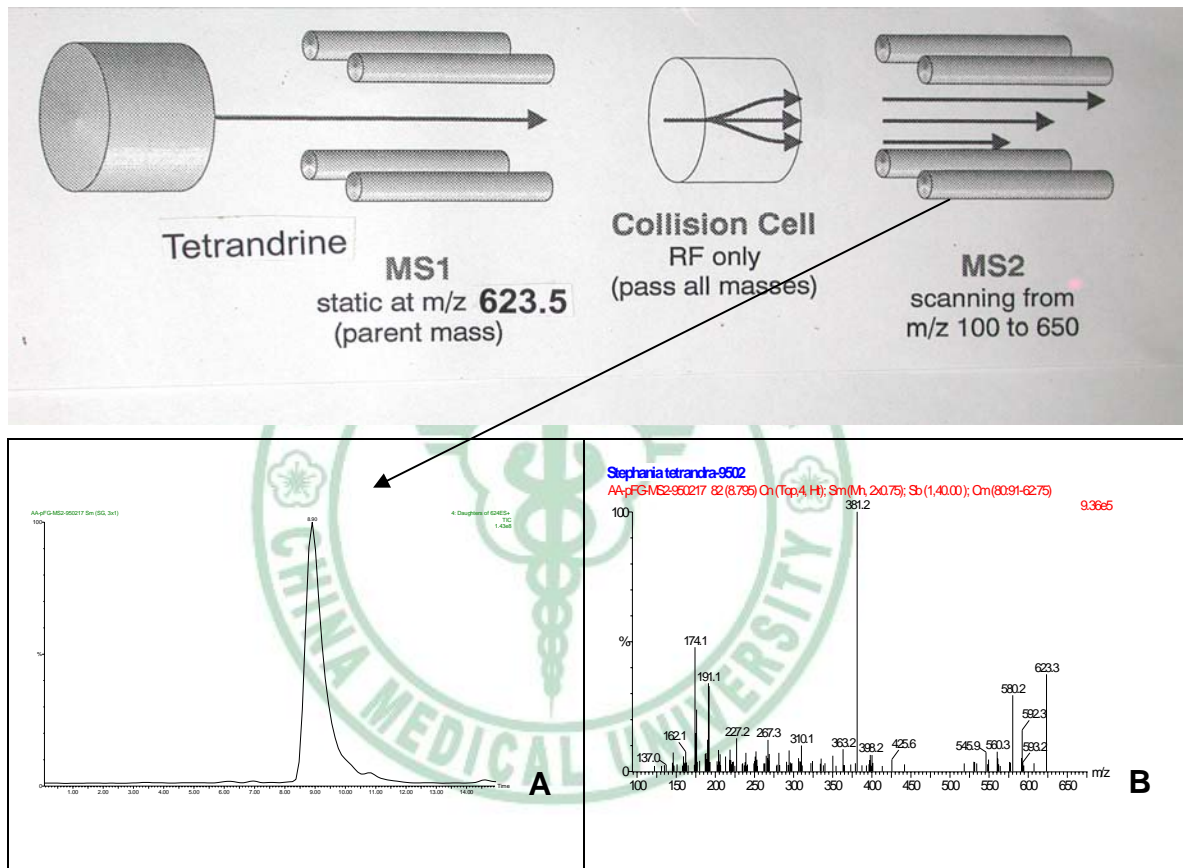 Tetrandrine
MS1
static at m/z 623.5
(parent mass)
Collision Cell
RF only
(pass all masses)
MS2
scanning from
m/z 100 to 650
AA-pFG-MS2-950217 Sm (SG, 3x1)
4: Daughters of 624ES+
TIC
1.43e8
8.90
100
%
0
1.00 2.00 3.00 4.00 5.00 6.00 7.00 8.00 9.00 10.00 11.00 12.00 13.00 14.00
Time
A
Stephania tetrandra-9502
AA-pFG-MS2-950217 82 (8.795) Cn (Top,4, Ht); Sm (Mn, 2x0.75); Sb (1,40.00 ); Cm (80:91-62:75)
9.36e5
100
381.2
%
174.1
191.1
623.3
580.2
592.3
162.1
137.0
227.2
267.3
310.1
363.2
398.2
425.6
545.9
560.3
593.2
0
100 150 200 250 300 350 400 450 500 550 600 650
m/z
B
CHINA MEDICAL UNIVERSITY